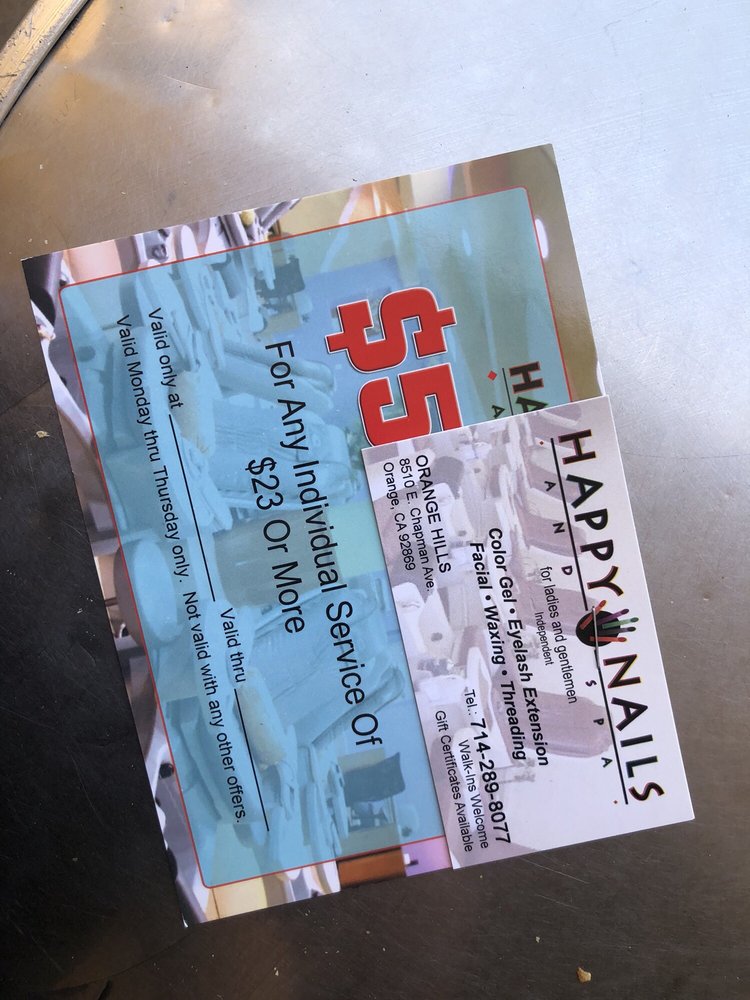 HAPPY NAILS
AND SPA
for ladies and gentlemen
Independent
Color Gel • Eyelash Extension
Facial • Waxing • Threading
ORANGE HILLS
8510 E. Chapman Ave.
Orange, CA 92869
Tel.: 714-289-8077
Walk-Ins Welcome
Gift Certificates Available
HA
A
$5
For Any Individual Service Of
$23 Or More
Valid only at Valid thru
Valid Monday thru Thursday only. Not valid with any other offers.